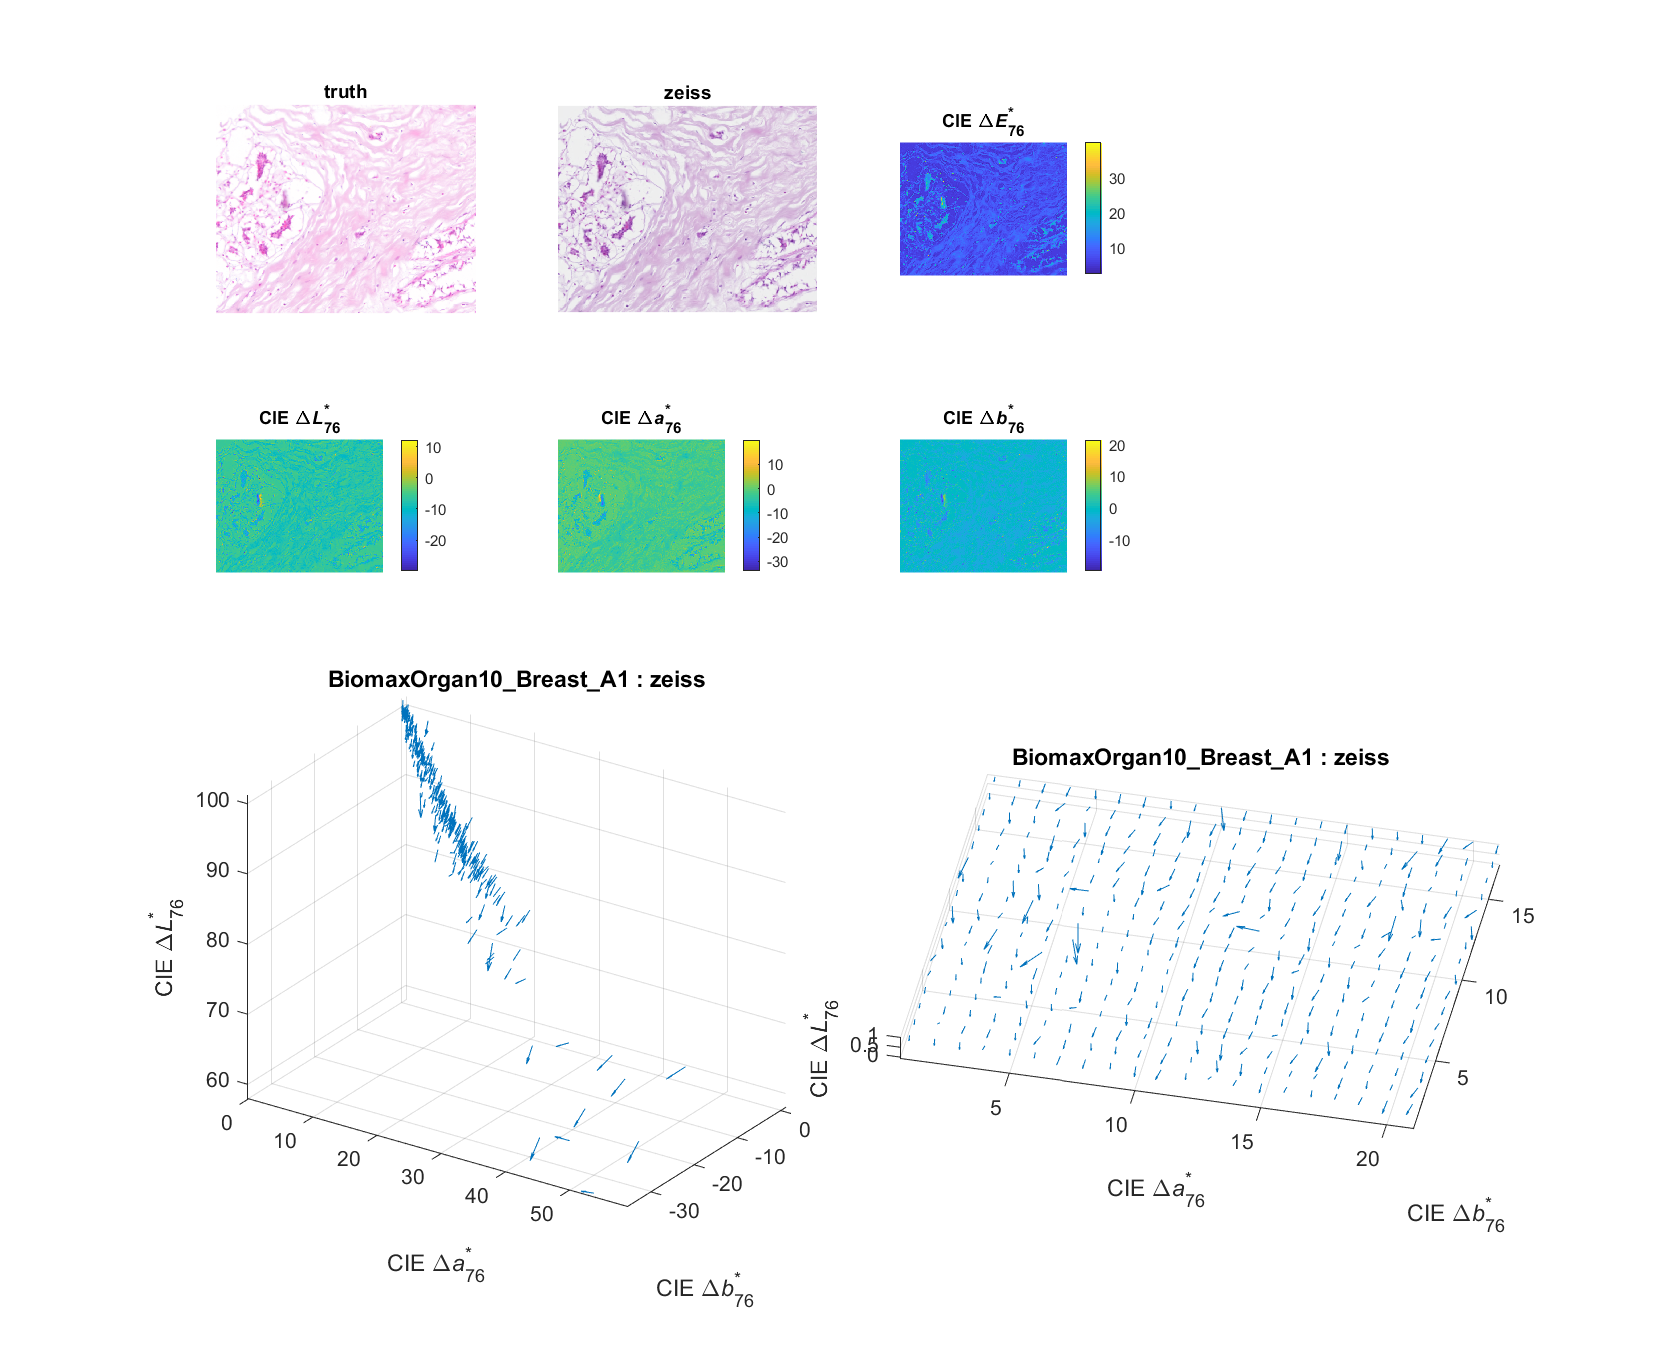 truth
zeiss
CIE ΔE*76
30
20
10
CIE ΔL*76
10
0
-10
-20
CIE Δa*76
10
0
-10
-20
-30
CIE Δb*76
20
10
0
-10
BiomaxOrgan10_Breast_A1 : zeiss
100
90
80
70
60
CIE ΔL*76
0
10
20
30
40
50
CIE Δa*76
0
-10
-20
-30
CIE Δb*76
BiomaxOrgan10_Breast_A1 : zeiss
1
0.5
0
CIE ΔL*76
5
10
15
20
CIE Δa*76
15
10
5
CIE Δb*76